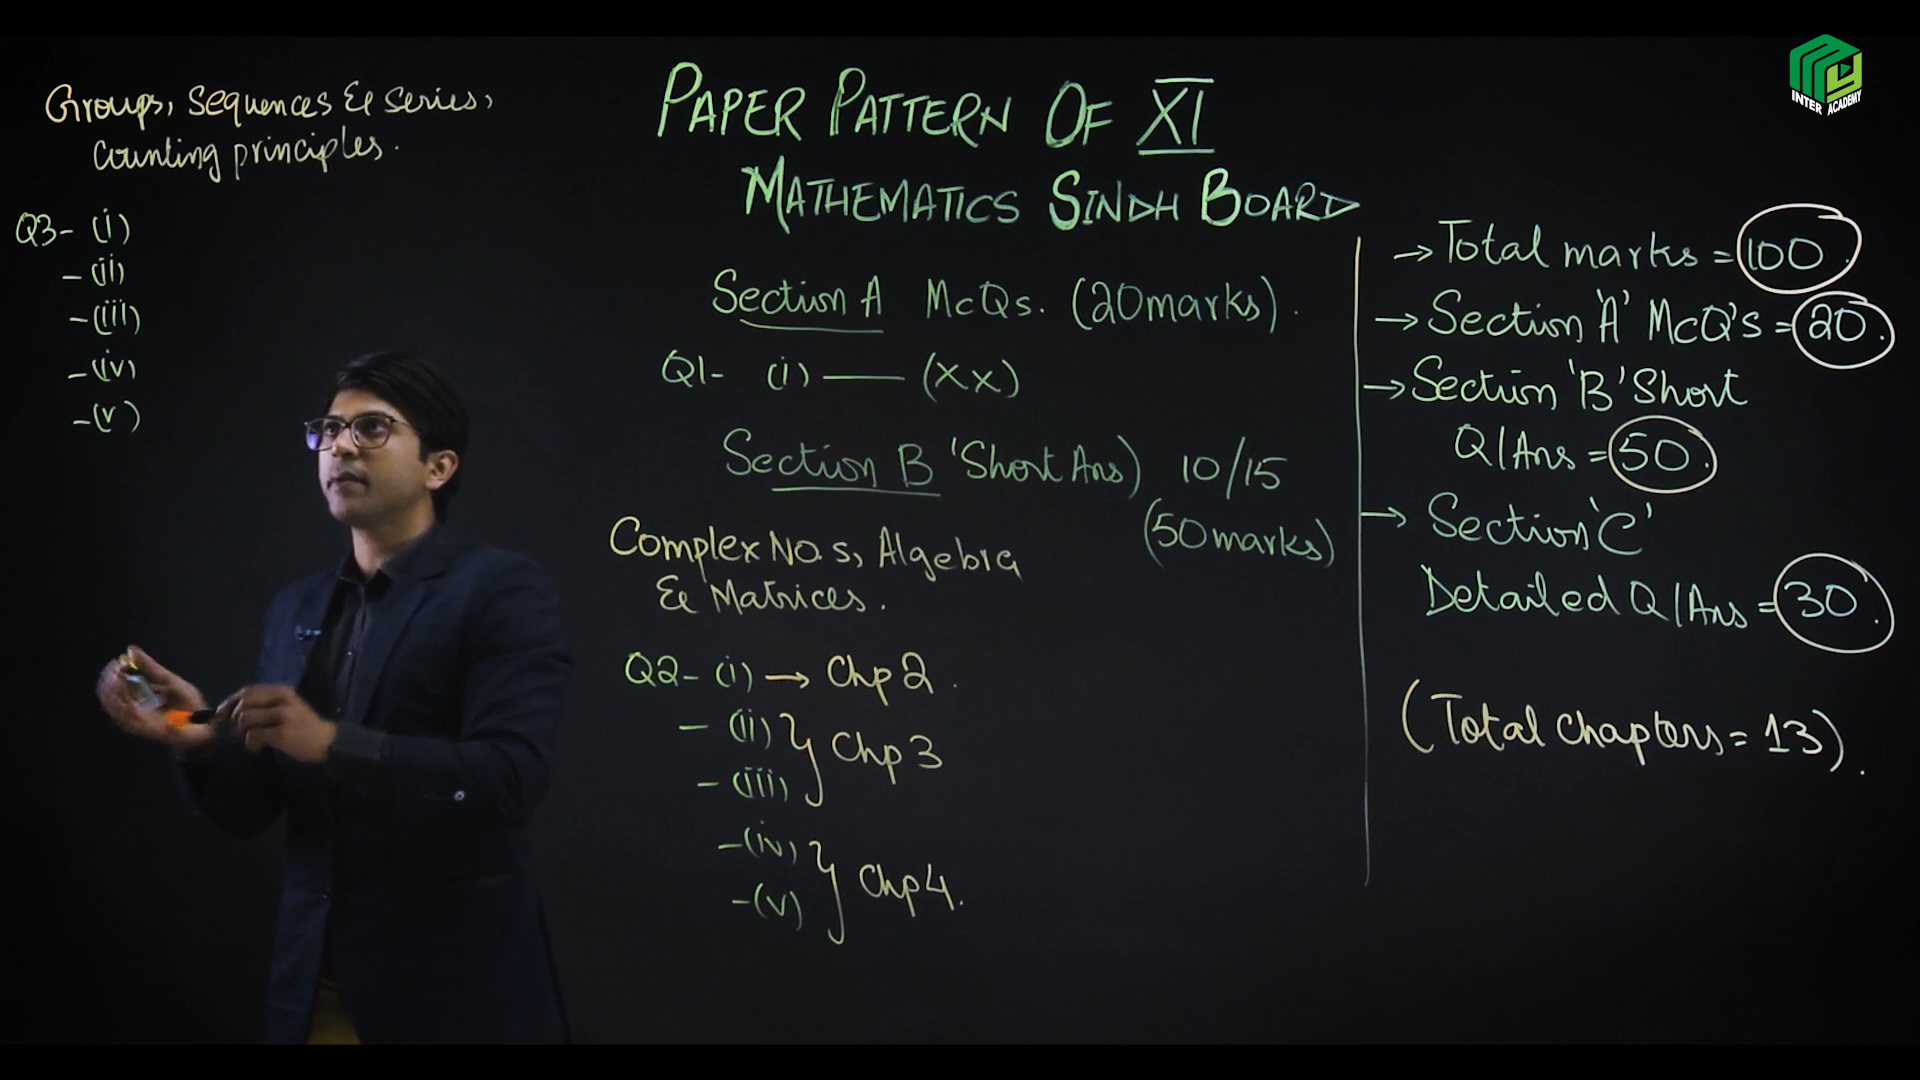 Groups, Sequences & Series,
Counting principles.
Q3- (i)
- (ii)
- (iii)
- (iv)
- (v)
PAPER PATTERN OF XI
MATHEMATICS SINDH BOARD
Section A McQs. (20marks).
Q1- (i) — (xx)
Section B 'Short Ans) 10/15
(50marks)
Complex No.s, Algebra
& Matrices.
Q2- (i) → Chp 2.
- (ii) } Chp 3
- (iii)
- (iv) } Chp 4.
- (v)
→ Total marks = 100.
→ Section 'A' McQ's = 20.
→ Section 'B' Short
Q/Ans = 50.
→ Section 'C'
Detailed Q/Ans = 30.
(Total Chapters = 13).
INTER ACADEMY